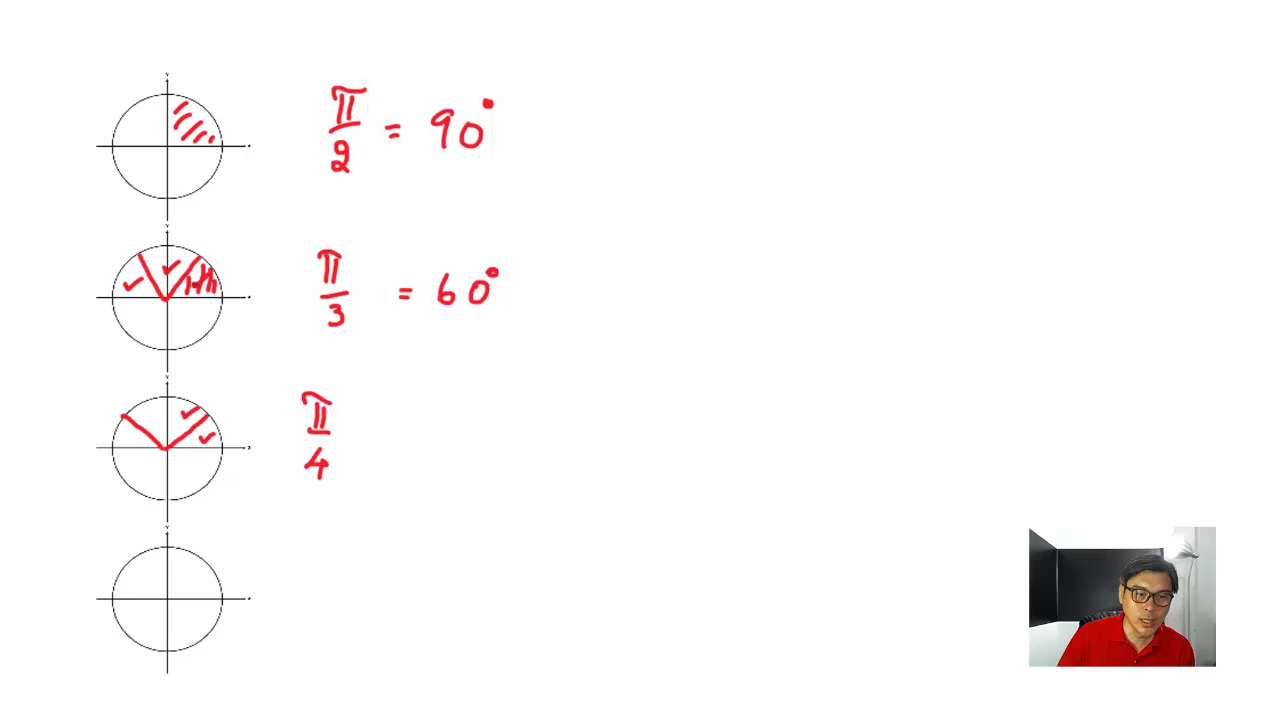 π/2 = 90°
π/3 = 60°
π/4